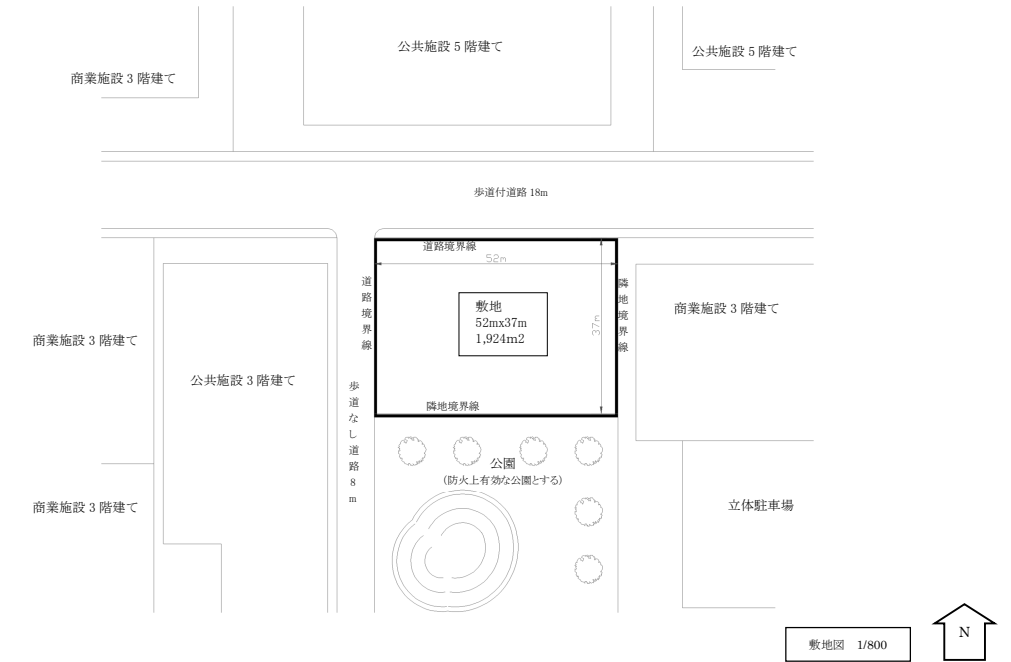 公共施設 5 階建て
公共施設 5 階建て
商業施設 3 階建て
歩道付道路 18m
道路境界線
52m
道路境界線
隣地境界線
敷地
52mx37m
1,924m2
37m
商業施設 3 階建て
商業施設 3 階建て
公共施設 3 階建て
歩道なし道路8m
隣地境界線
公園
（防火上有効な公園とする）
商業施設 3 階建て
立体駐車場
敷地図 1/800
N